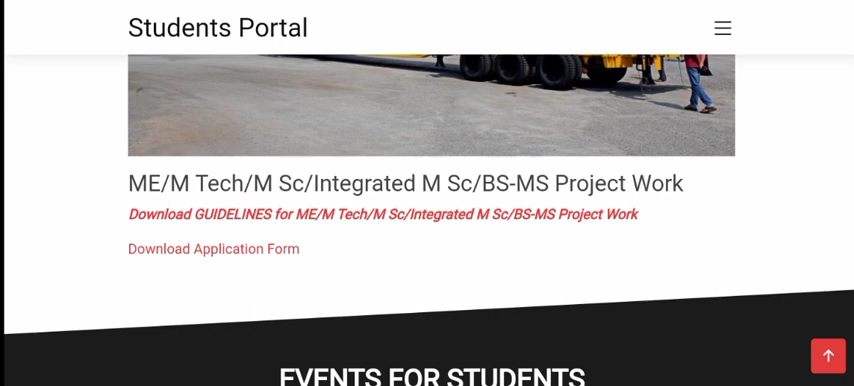 Students Portal
ME/M Tech/M Sc/Integrated M Sc/BS-MS Project Work
Download GUIDELINES for ME/M Tech/M Sc/Integrated M Sc/BS-MS Project Work
Download Application Form
EVENTS FOR STUDENTS